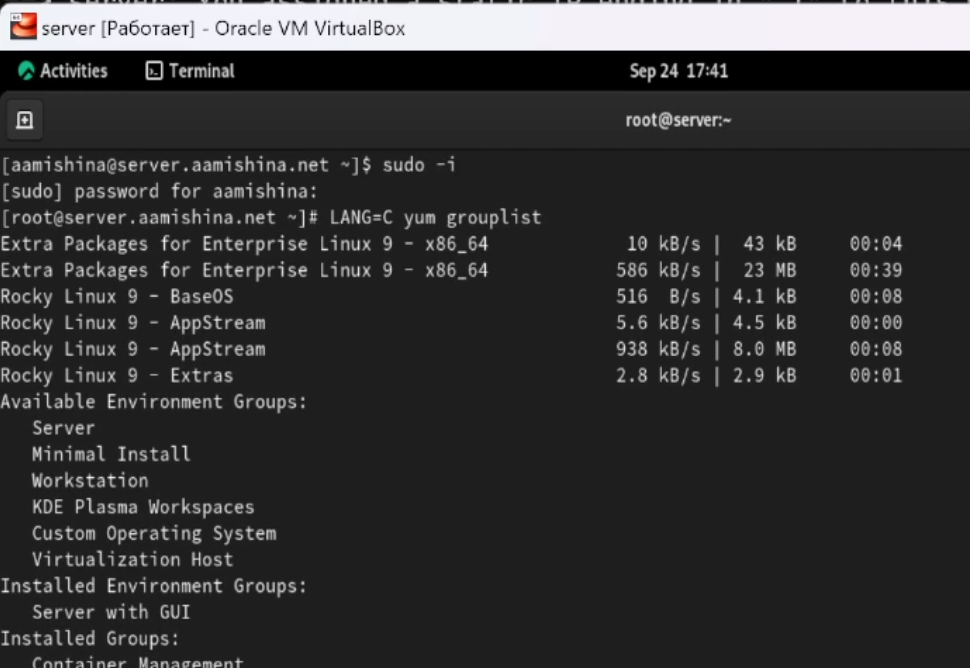 server [Работает] - Oracle VM VirtualBox
Activities Terminal Sep 24 17:41
root@server:~
[aamishina@server.aamishina.net ~]$ sudo -i
[sudo] password for aamishina:
[root@server.aamishina.net ~]# LANG=C yum grouplist
Extra Packages for Enterprise Linux 9 - x86_64 10 kB/s | 43 kB 00:04
Extra Packages for Enterprise Linux 9 - x86_64 586 kB/s | 23 MB 00:39
Rocky Linux 9 - BaseOS 516 B/s | 4.1 kB 00:08
Rocky Linux 9 - AppStream 5.6 kB/s | 4.5 kB 00:00
Rocky Linux 9 - AppStream 938 kB/s | 8.0 MB 00:08
Rocky Linux 9 - Extras 2.8 kB/s | 2.9 kB 00:01
Available Environment Groups:
Server
Minimal Install
Workstation
KDE Plasma Workspaces
Custom Operating System
Virtualization Host
Installed Environment Groups:
Server with GUI
Installed Groups:
Container Management